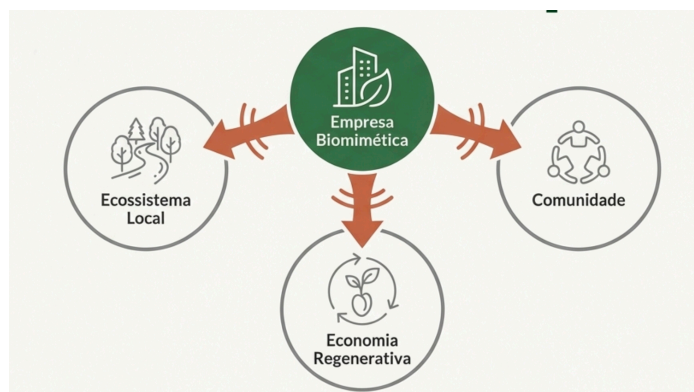 Empresa
Biomimética
Ecossistema
Local
Comunidade
Economia
Regenerativa